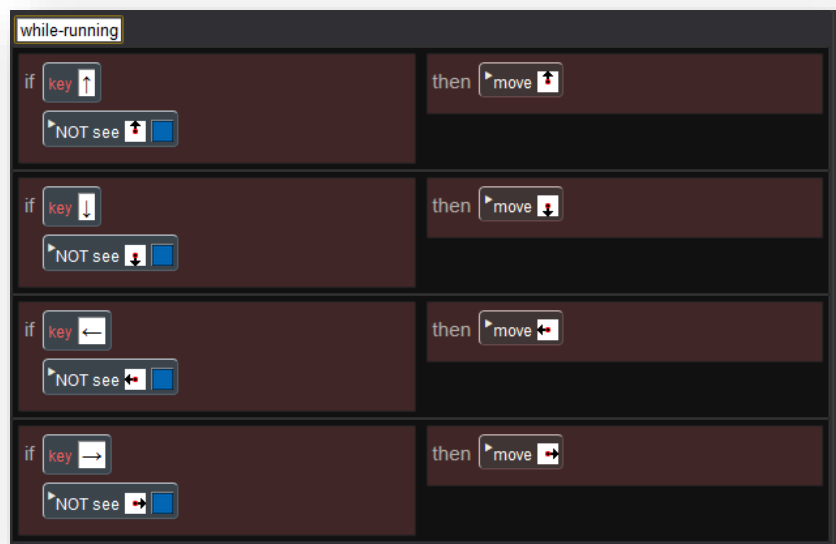 while-running
if key ↑ then move
NOT see
if key ↓ then move
NOT see
if key ← then move
NOT see
if key → then move
NOT see